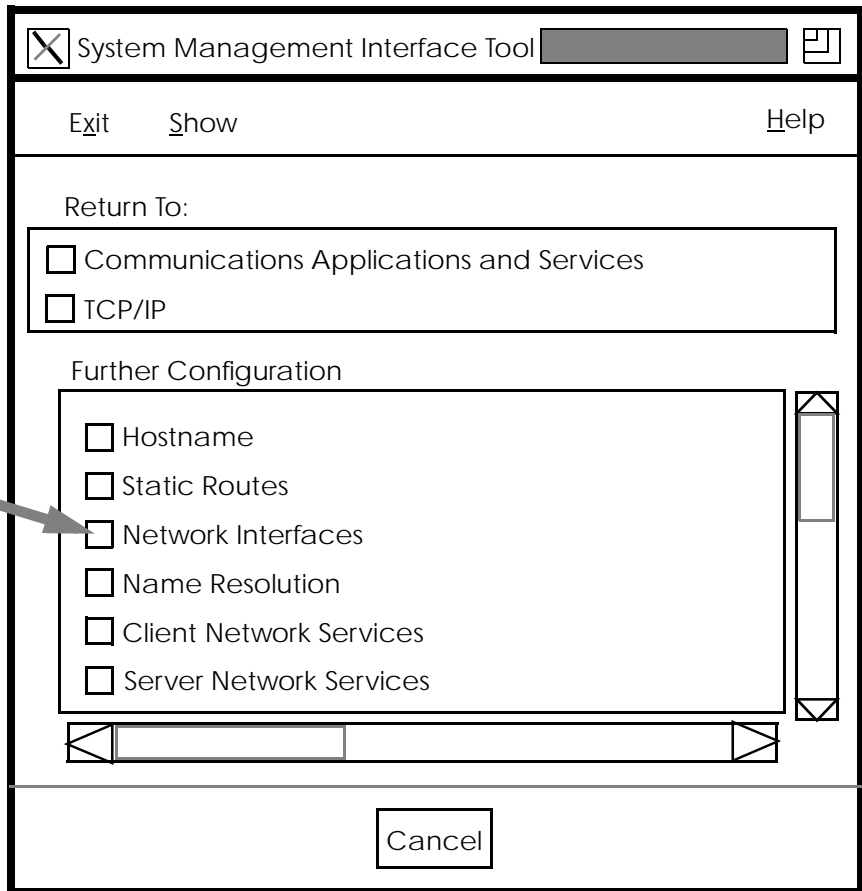 System Management Interface Tool
Exit Show Help
Return To:
Communications Applications and Services
TCP/IP
Further Configuration
Hostname
Static Routes
Network Interfaces
Name Resolution
Client Network Services
Server Network Services
Cancel